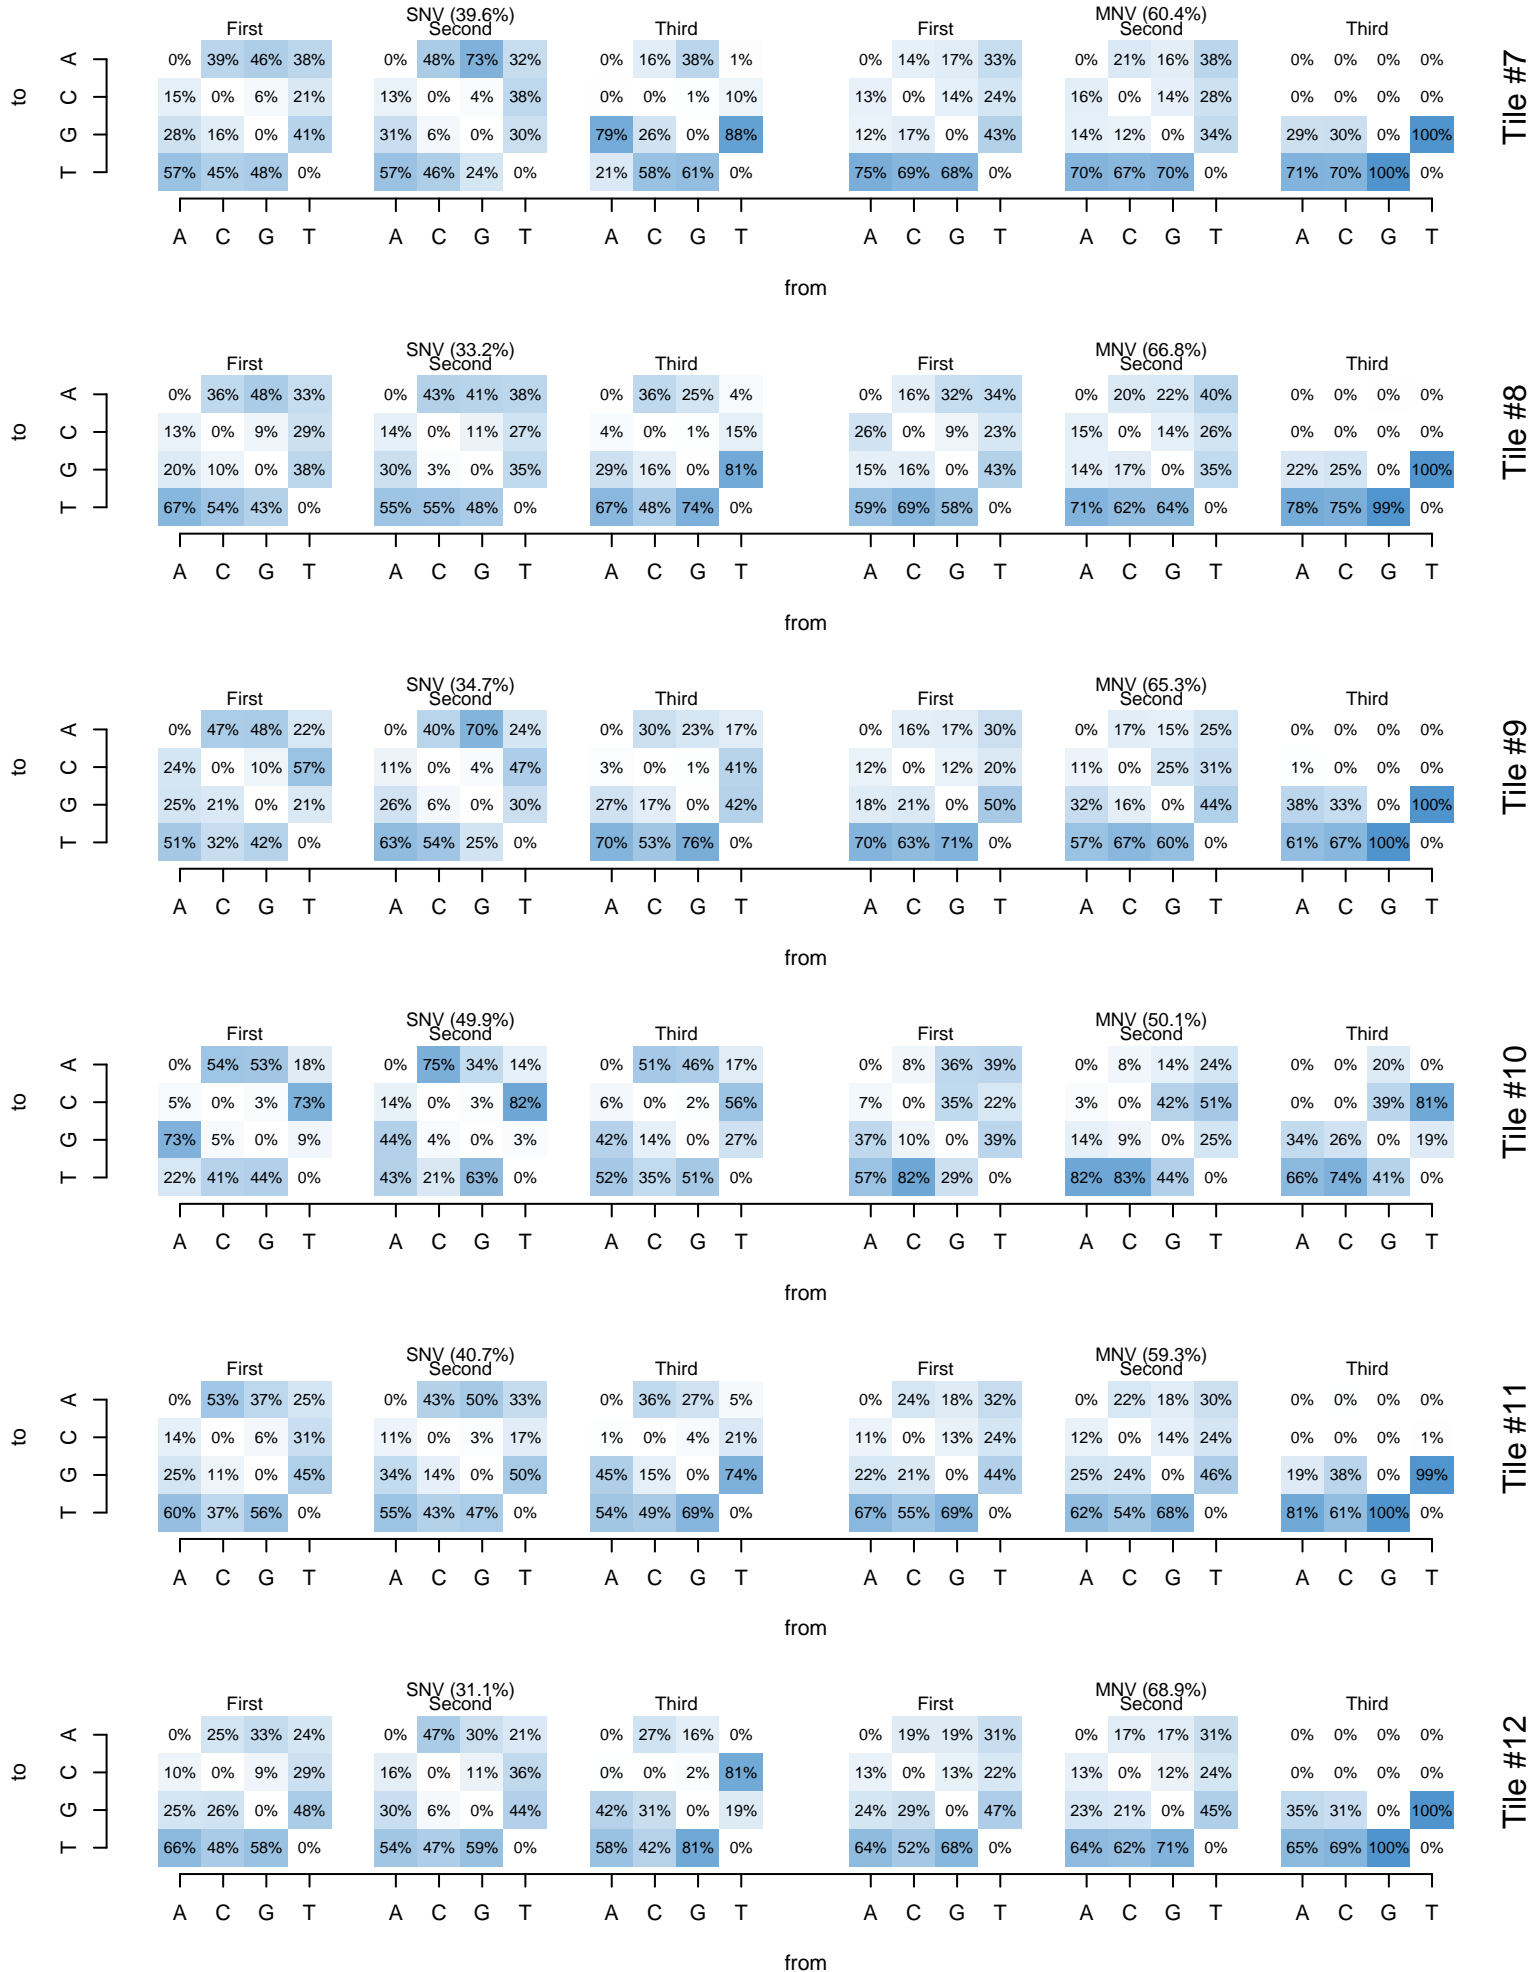 SNV (39.6%) MNV (60.4%)
First Second Third First Second Third
A 0% 39% 46% 38% 0% 48% 73% 32% 0% 16% 38% 1% 0% 14% 17% 33% 0% 21% 16% 38% 0% 0% 0% 0%
to C 15% 0% 6% 21% 13% 0% 4% 38% 0% 0% 1% 10% 13% 0% 14% 24% 16% 0% 14% 28% 0% 0% 0% 0% Tile #7
G 28% 16% 0% 41% 31% 6% 0% 30% 79% 26% 0% 88% 12% 17% 0% 43% 14% 12% 0% 34% 29% 30% 0% 100%
T 57% 45% 48% 0% 57% 46% 24% 0% 21% 58% 61% 0% 75% 69% 68% 0% 70% 67% 70% 0% 71% 70% 100% 0%
A C G T A C G T A C G T A C G T A C G T A C G T
from
SNV (33.2%) MNV (66.8%)
First Second Third First Second Third
A 0% 36% 48% 33% 0% 43% 41% 38% 0% 36% 25% 4% 0% 16% 32% 34% 0% 20% 22% 40% 0% 0% 0% 0%
to C 13% 0% 9% 29% 14% 0% 11% 27% 4% 0% 1% 15% 26% 0% 9% 23% 15% 0% 14% 26% 0% 0% 0% 0% Tile #8
G 20% 10% 0% 38% 30% 3% 0% 35% 29% 16% 0% 81% 15% 16% 0% 43% 14% 17% 0% 35% 22% 25% 0% 100%
T 67% 54% 43% 0% 55% 55% 48% 0% 67% 48% 74% 0% 59% 69% 58% 0% 71% 62% 64% 0% 78% 75% 99% 0%
A C G T A C G T A C G T A C G T A C G T A C G T
from
SNV (34.7%) MNV (65.3%)
First Second Third First Second Third
A 0% 47% 48% 22% 0% 40% 70% 24% 0% 30% 23% 17% 0% 16% 17% 30% 0% 17% 15% 25% 0% 0% 0% 0%
to C 24% 0% 10% 57% 11% 0% 4% 47% 3% 0% 1% 41% 12% 0% 12% 20% 11% 0% 25% 31% 1% 0% 0% 0% Tile #9
G 25% 21% 0% 21% 26% 6% 0% 30% 27% 17% 0% 42% 18% 21% 0% 50% 32% 16% 0% 44% 38% 33% 0% 100%
T 51% 32% 42% 0% 63% 54% 25% 0% 70% 53% 76% 0% 70% 63% 71% 0% 57% 67% 60% 0% 61% 67% 100% 0%
A C G T A C G T A C G T A C G T A C G T A C G T
from
SNV (49.9%) MNV (50.1%)
First Second Third First Second Third
A 0% 54% 53% 18% 0% 75% 34% 14% 0% 51% 46% 17% 0% 8% 36% 39% 0% 8% 14% 24% 0% 0% 20% 0%
to C 5% 0% 3% 73% 14% 0% 3% 82% 6% 0% 2% 56% 7% 0% 35% 22% 3% 0% 42% 51% 0% 0% 39% 81% Tile #10
G 73% 5% 0% 9% 44% 4% 0% 3% 42% 14% 0% 27% 37% 10% 0% 39% 14% 9% 0% 25% 34% 26% 0% 19%
T 22% 41% 44% 0% 43% 21% 63% 0% 52% 35% 51% 0% 57% 82% 29% 0% 82% 83% 44% 0% 66% 74% 41% 0%
A C G T A C G T A C G T A C G T A C G T A C G T
from
SNV (40.7%) MNV (59.3%)
First Second Third First Second Third
A 0% 53% 37% 25% 0% 43% 50% 33% 0% 36% 27% 5% 0% 24% 18% 32% 0% 22% 18% 30% 0% 0% 0% 0%
to C 14% 0% 6% 31% 11% 0% 3% 17% 1% 0% 4% 21% 11% 0% 13% 24% 12% 0% 14% 24% 0% 0% 0% 1% Tile #11
G 25% 11% 0% 45% 34% 14% 0% 50% 45% 15% 0% 74% 22% 21% 0% 44% 25% 24% 0% 46% 19% 38% 0% 99%
T 60% 37% 56% 0% 55% 43% 47% 0% 54% 49% 69% 0% 67% 55% 69% 0% 62% 54% 68% 0% 81% 61% 100% 0%
A C G T A C G T A C G T A C G T A C G T A C G T
from
SNV (31.1%) MNV (68.9%)
First Second Third First Second Third
A 0% 25% 33% 24% 0% 47% 30% 21% 0% 27% 16% 0% 0% 19% 19% 31% 0% 17% 17% 31% 0% 0% 0% 0%
to C 10% 0% 9% 29% 16% 0% 11% 36% 0% 0% 2% 81% 13% 0% 13% 22% 13% 0% 12% 24% 0% 0% 0% 0% Tile #12
G 25% 26% 0% 48% 30% 6% 0% 44% 42% 31% 0% 19% 24% 29% 0% 47% 23% 21% 0% 45% 35% 31% 0% 100%
T 66% 48% 58% 0% 54% 47% 59% 0% 58% 42% 81% 0% 64% 52% 68% 0% 64% 62% 71% 0% 65% 69% 100% 0%
A C G T A C G T A C G T A C G T A C G T A C G T
from